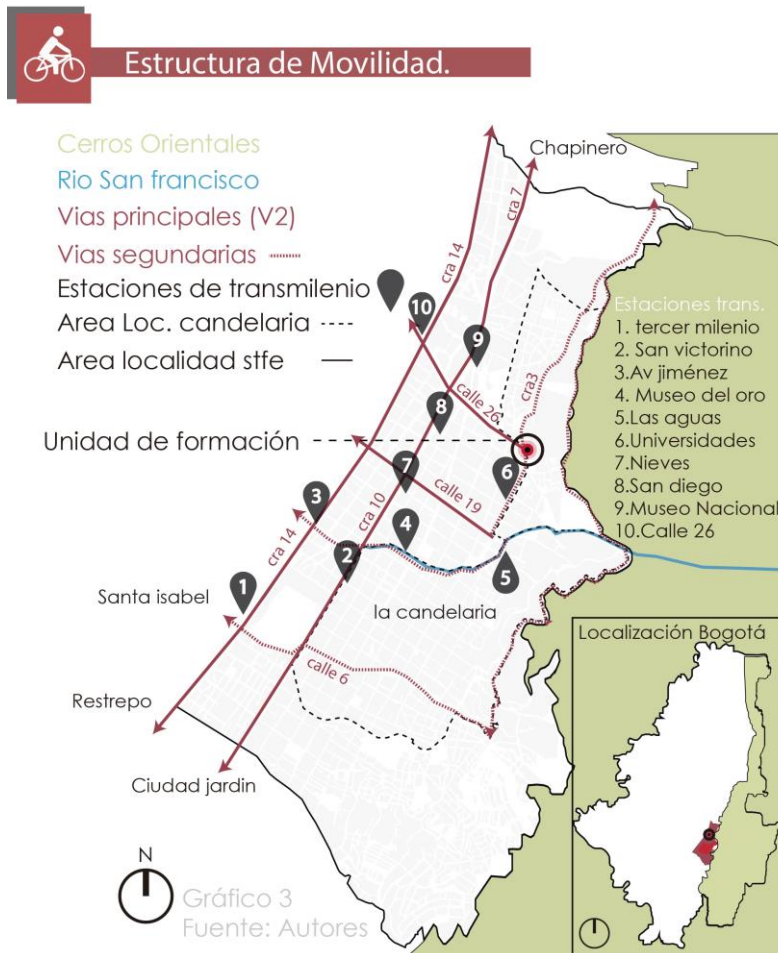 Estructura de Movilidad.
Cerros Orientales
Rio San francisco
Vias principales (V2)
Vias segundarias
Estaciones de transmilenio
Area Loc. candelaria
Area localidad stfe
Unidad de formación
Chapinero
cra 7
cra 14
10
9
8
calle 26
cra3
6
7
calle 19
3
cra 10
4
cra 14
2
5
1
Santa isabel
la candelaria
calle 6
Restrepo
Ciudad jardin
Estaciones trans.
1. tercer milenio
2. San victorino
3.Av jiménez
4. Museo del oro
5.Las aguas
6.Universidades
7.Nieves
8.San diego
9.Museo Nacional
10.Calle 26
Localización Bogotá
N
Gráfico 3
Fuente: Autores